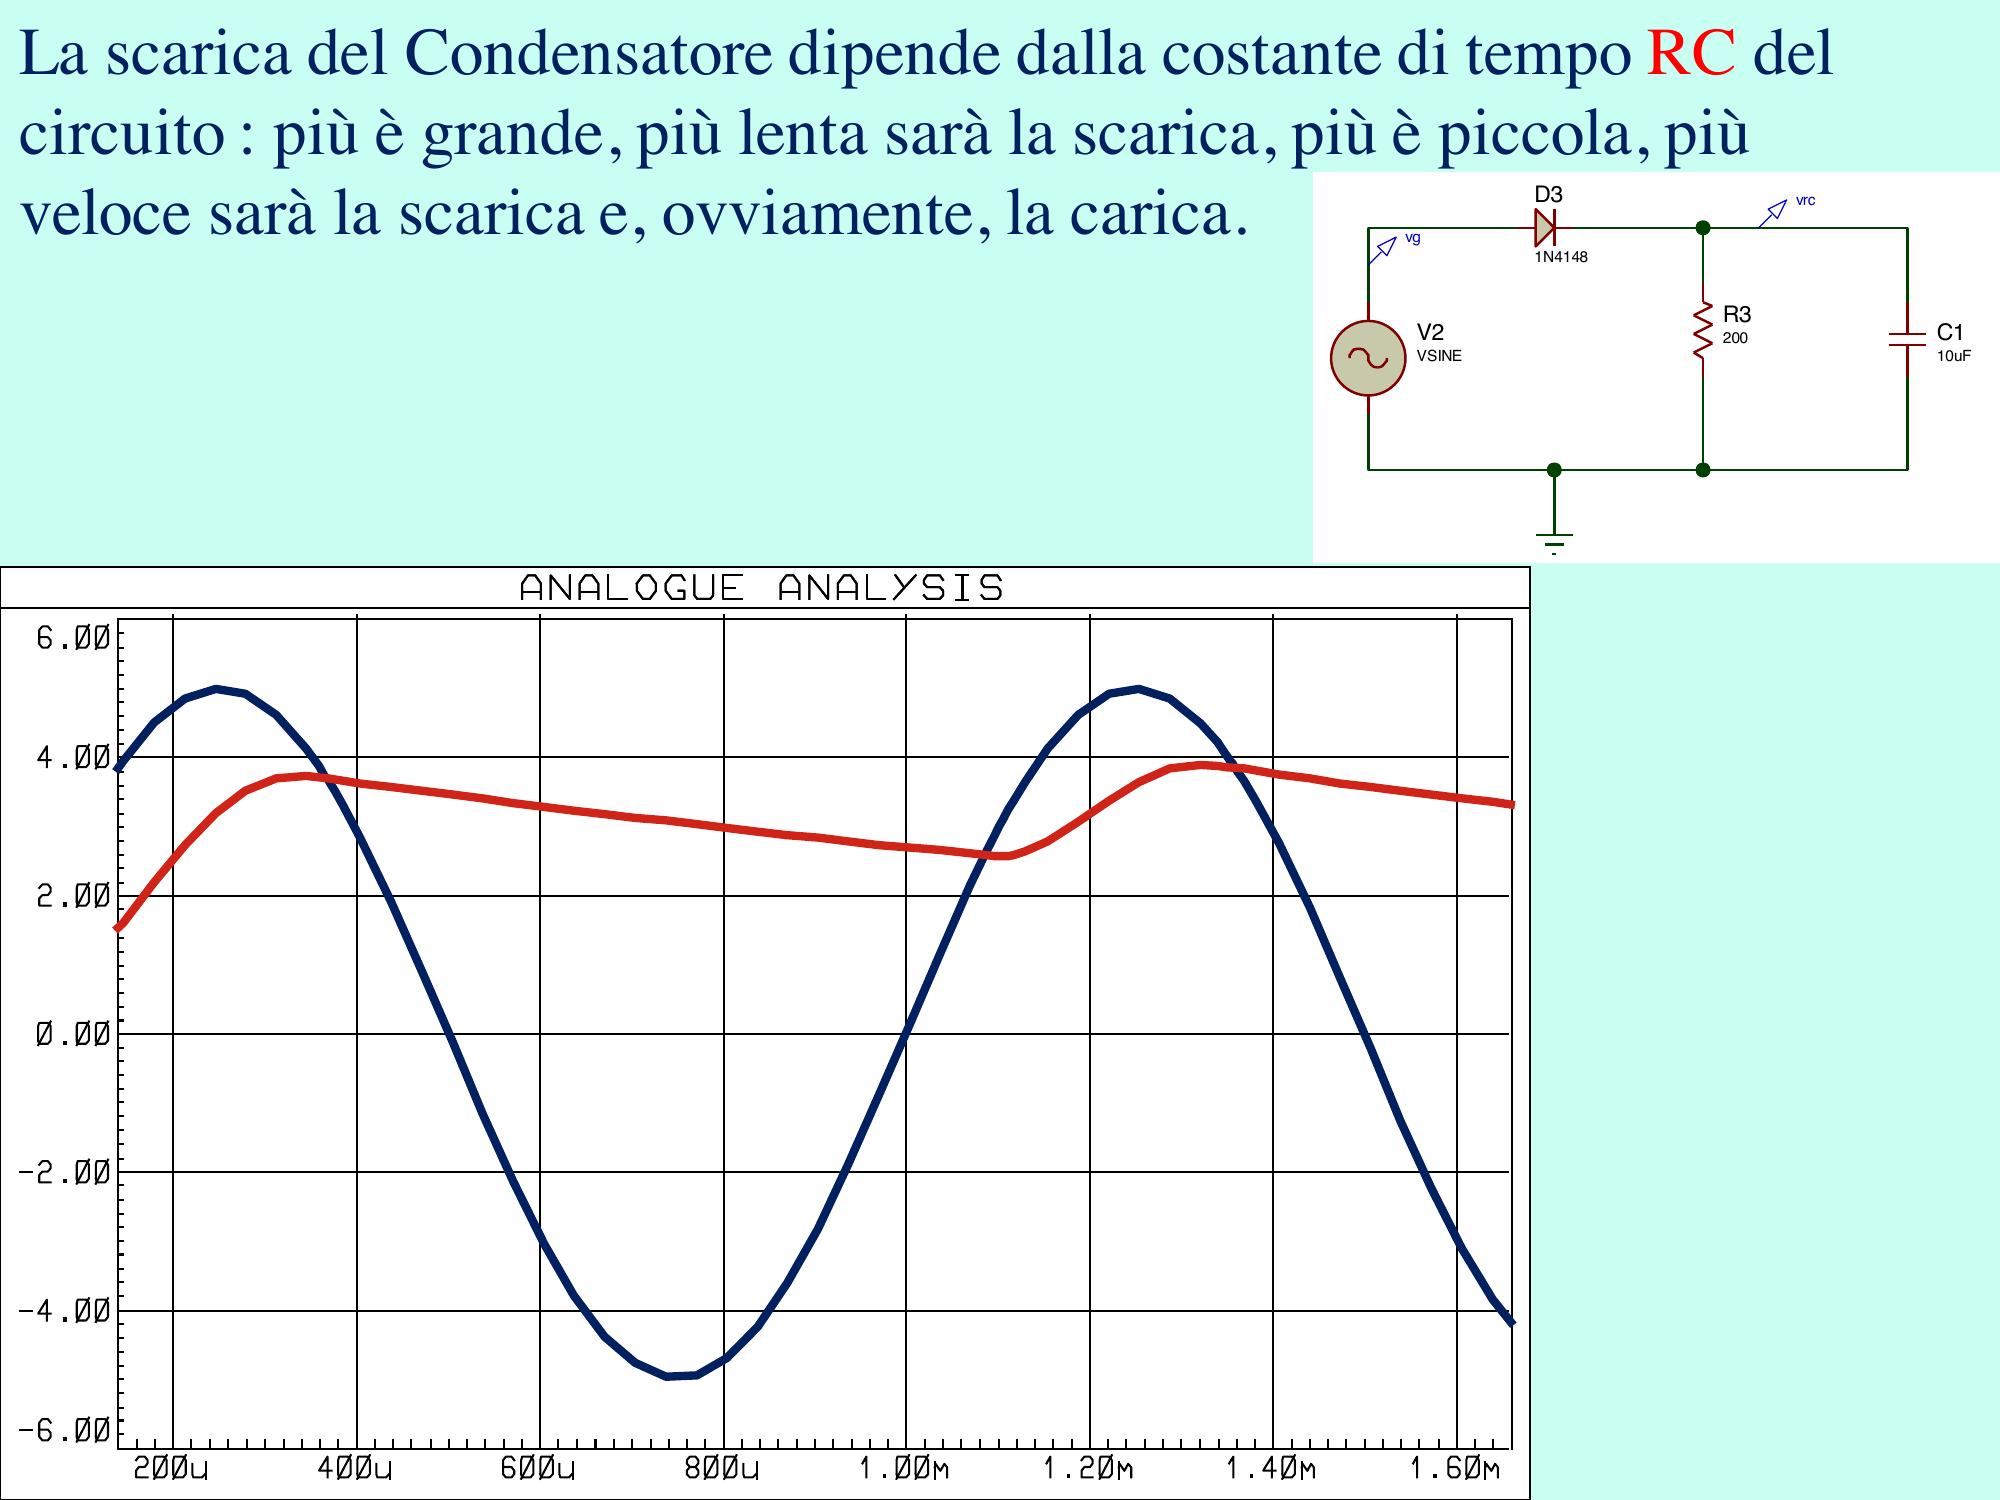 La scarica del Condensatore dipende dalla costante di tempo RC del
circuito : più è grande, più lenta sarà la scarica, più è piccola, più
veloce sarà la scarica e, ovviamente, la carica.
D3
vrc
vg
1N4148
R3
200
V2
VSINE
C1
10uF
ANALOGUE ANALYSIS
6.00
4.00
2.00
0.00
-2.00
-4.00
-6.00
200u 400u 600u 800u 1.00m 1.20m 1.40m 1.60m